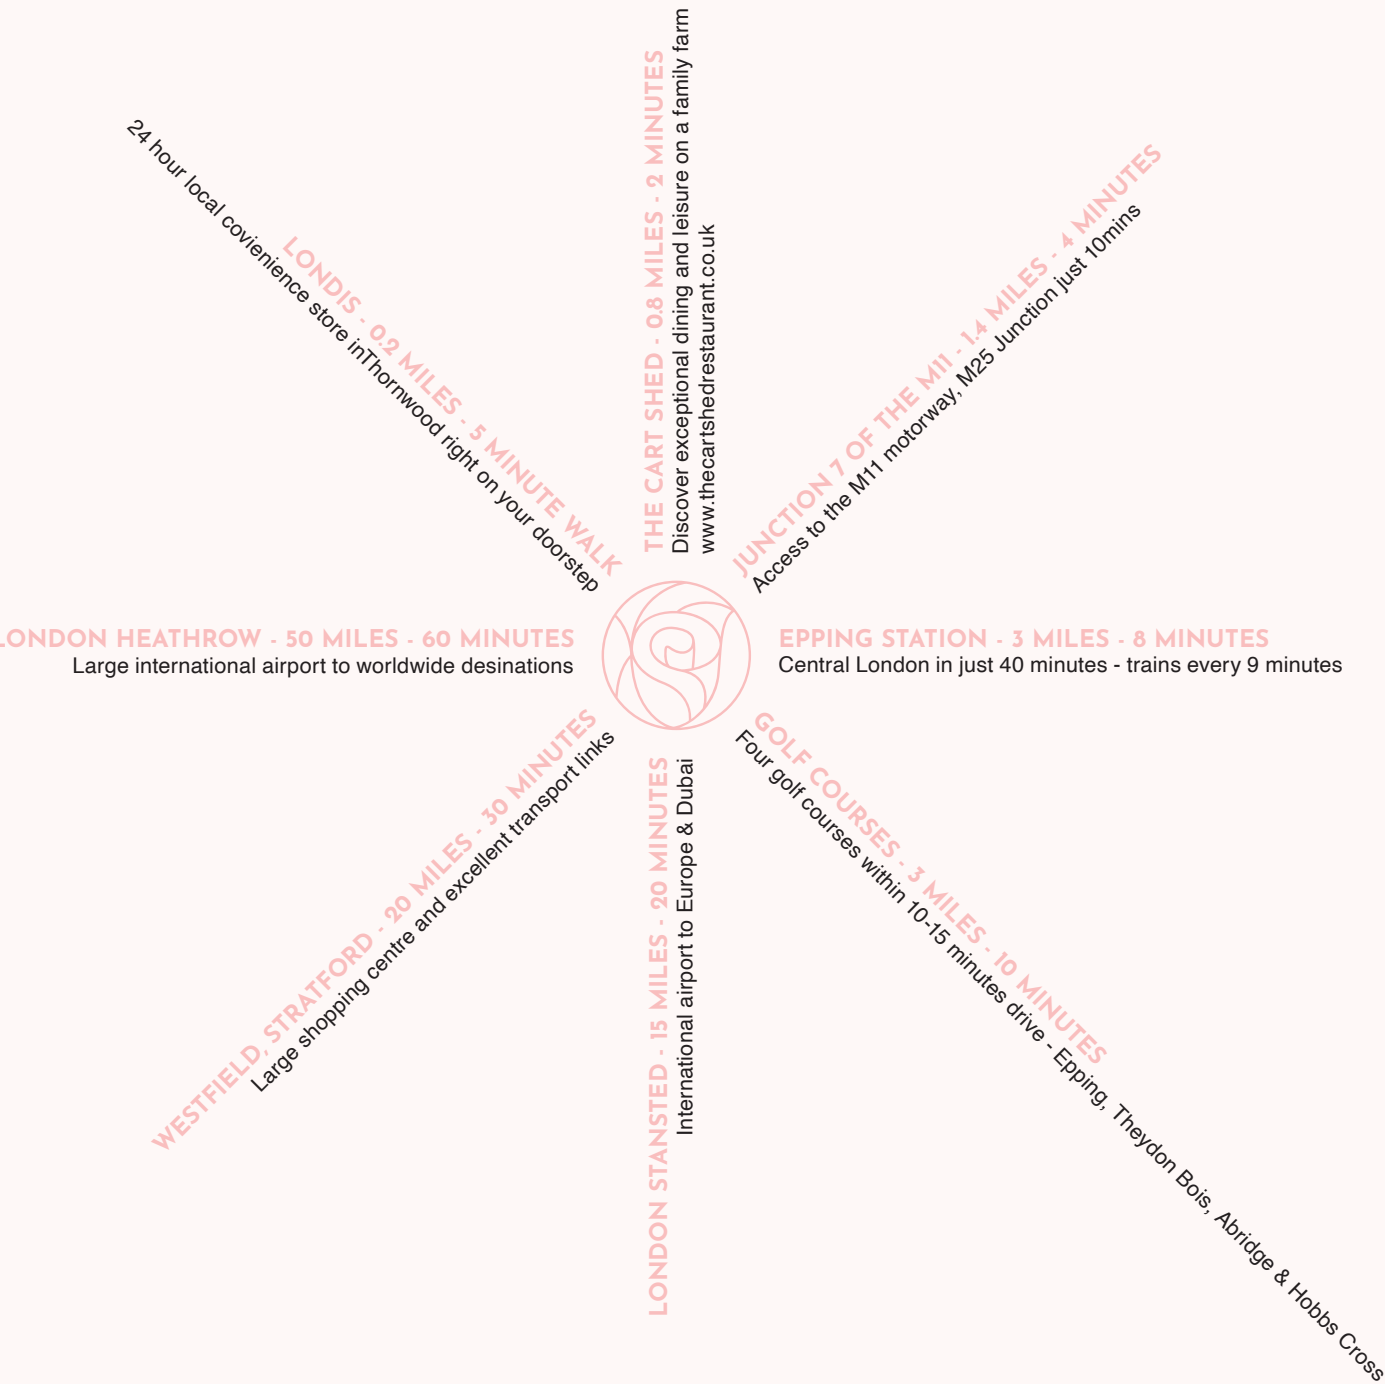 THE CART SHED - 0.8 MILES - 2 MINUTES
Discover exceptional dining and leisure on a family farm
www.thecartshedrestaurant.co.uk
JUNCTION 7 OF THE M11 - 1.4 MILES - 4 MINUTES
Access to the M11 motorway, M25 Junction just 10mins
EPPING STATION - 3 MILES - 8 MINUTES
Central London in just 40 minutes - trains every 9 minutes
GOLF COURSES - 3 MILES - 10 MINUTES
Four golf courses within 10-15 minutes drive - Epping, Theydon Bois, Abridge & Hobbs Cross
LONDON STANSTED - 15 MILES - 20 MINUTES
International airport to Europe & Dubai
WESTFIELD, STRATFORD - 20 MILES - 30 MINUTES
Large shopping centre and excellent transport links
LONDON HEATHROW - 50 MILES - 60 MINUTES
Large international airport to worldwide desinations
LONDIS - 0.2 MILES - 5 MINUTE WALK
24 hour local covienience store inThornwood right on your doorstep